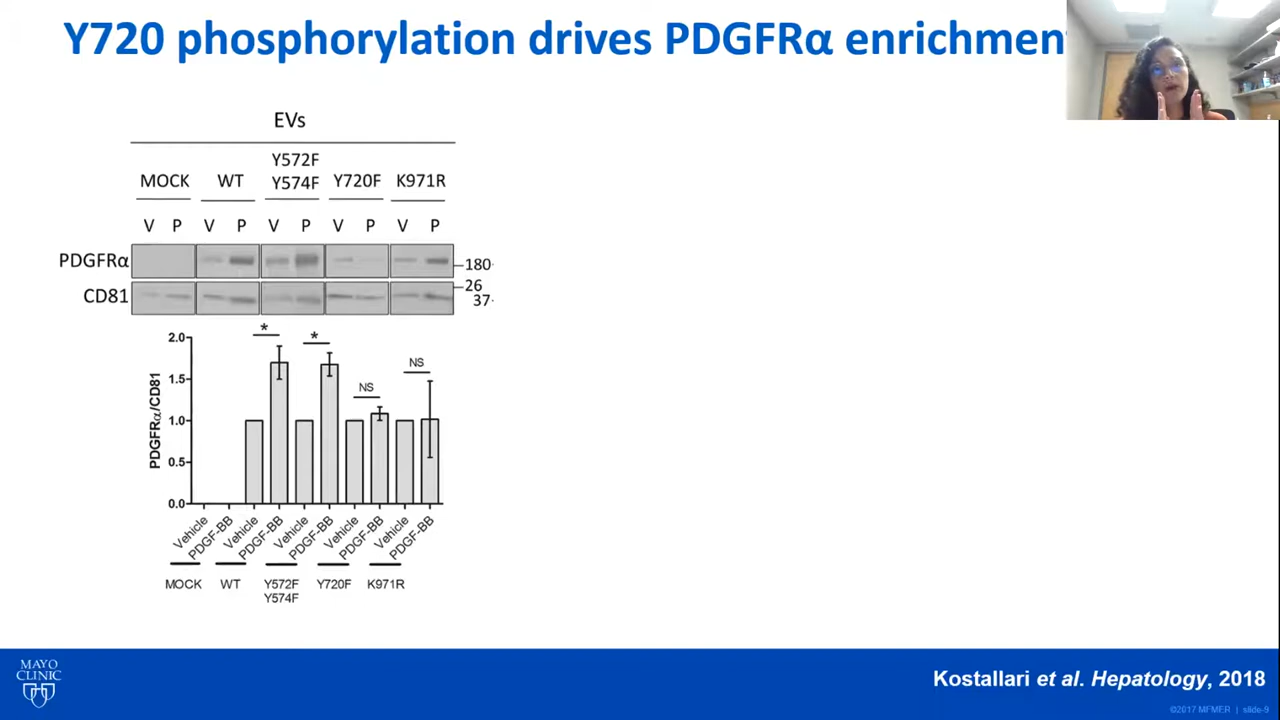 Y720 phosphorylation drives PDGFRα enrichment
EVs
MOCK WT Y572F Y574F Y720F K971R
V P V P V P V P V P
PDGFRα
180
CD81
26
37
2.0
1.5
1.0
0.5
0.0
PDGFRα/CD81
* * NS NS
Vehicle PDGF-BB Vehicle PDGF-BB Vehicle PDGF-BB Vehicle PDGF-BB Vehicle PDGF-BB
MOCK WT Y572F Y720F K971R
Y574F
MAYO
CLINIC
Kostallari et al. Hepatology, 2018
©2017 MFMER | slide-9